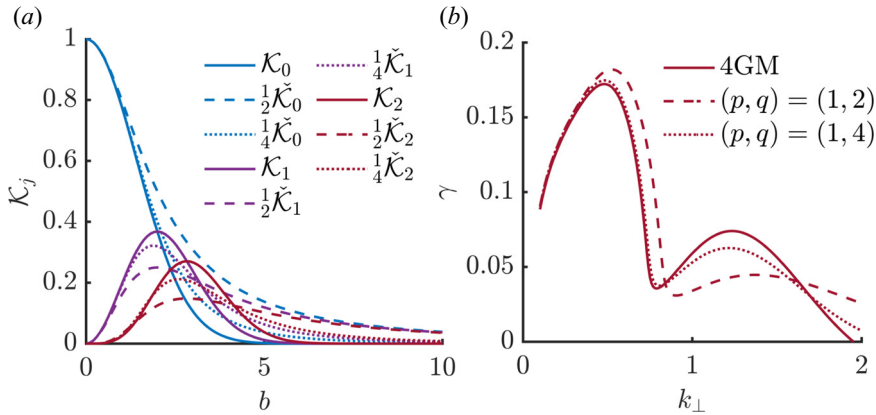 (a)
1
0.8
0.6
0.4
0.2
0
0
5
10
𝒦_j
b
𝒦_0
½𝒦̌_0
¼𝒦̌_0
𝒦_1
½𝒦̌_1
¼𝒦̌_1
𝒦_2
½𝒦̌_2
¼𝒦̌_2
(b)
0.2
0.15
0.1
0.05
0
0
1
2
γ
k_⊥
4GM
(p, q) = (1, 2)
(p, q) = (1, 4)